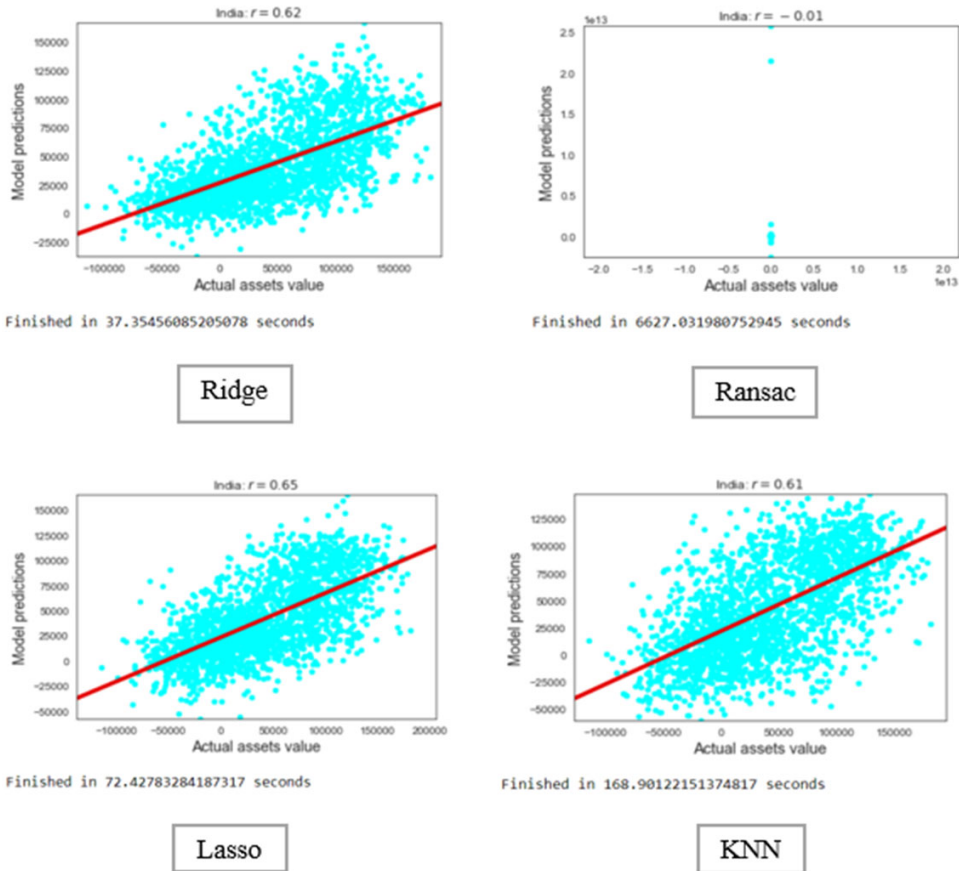 India: r = 0.62
150000
125000
100000
75000
50000
25000
0
−25000
Model predictions
−100000 −50000 0 50000 100000 150000
Actual assets value
Finished in 37.35456085205078 seconds
Ridge
India: r = − 0.01
1e13
2.5
2.0
1.5
1.0
0.5
0.0
Model predictions
−2.0 −1.5 −1.0 −0.5 0.0 0.5 1.0 1.5 2.0
1e13
Actual assets value
Finished in 6627.031980752945 seconds
Ransac
India: r = 0.65
150000
125000
100000
75000
50000
25000
0
−25000
−50000
Model predictions
−100000 −50000 0 50000 100000 150000 200000
Actual assets value
Finished in 72.42783284187317 seconds
Lasso
India: r = 0.61
125000
100000
75000
50000
25000
0
−25000
−50000
Model predictions
−100000 −50000 0 50000 100000 150000
Actual assets value
Finished in 168.90122151374817 seconds
KNN